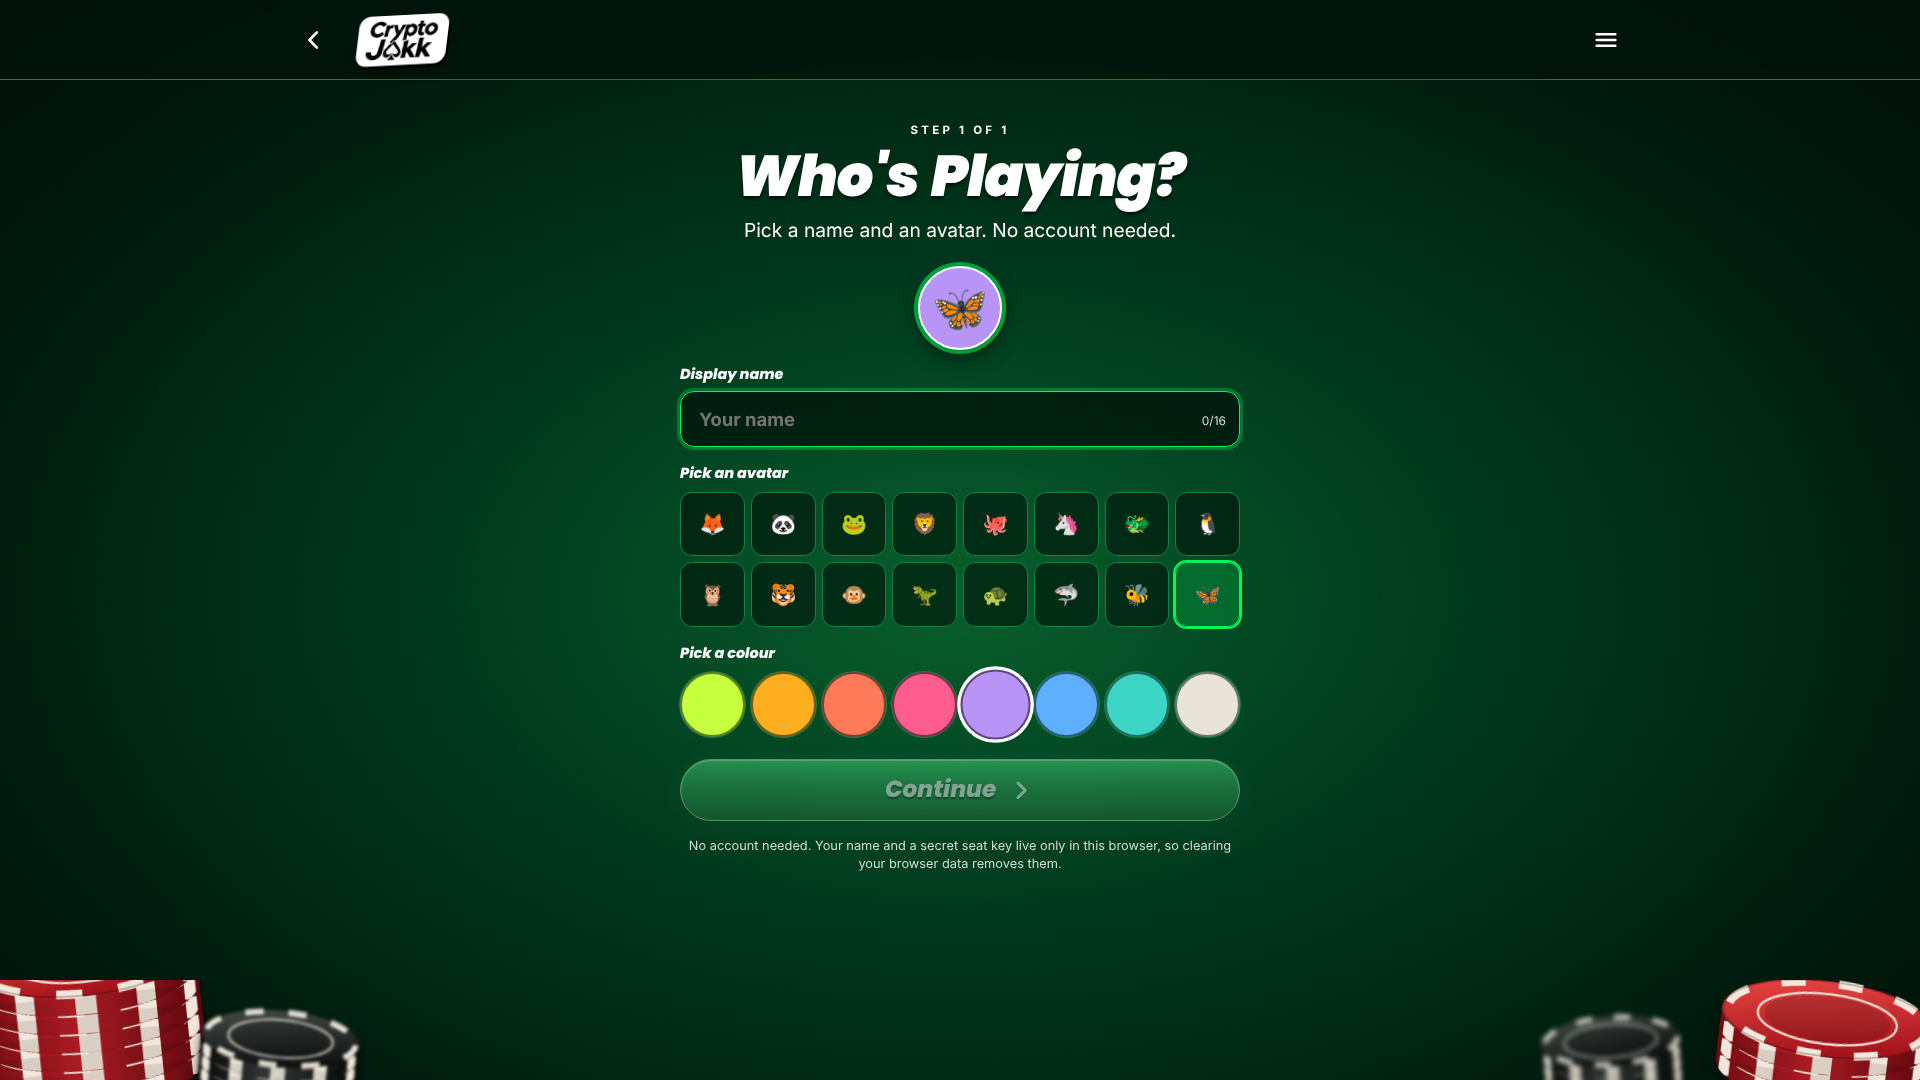 Crypto
Jokk
STEP 1 OF 1
Who's Playing?
Pick a name and an avatar. No account needed.
Display name
Your name
0/16
Pick an avatar
Pick a colour
Continue
No account needed. Your name and a secret seat key live only in this browser, so clearing
your browser data removes them.